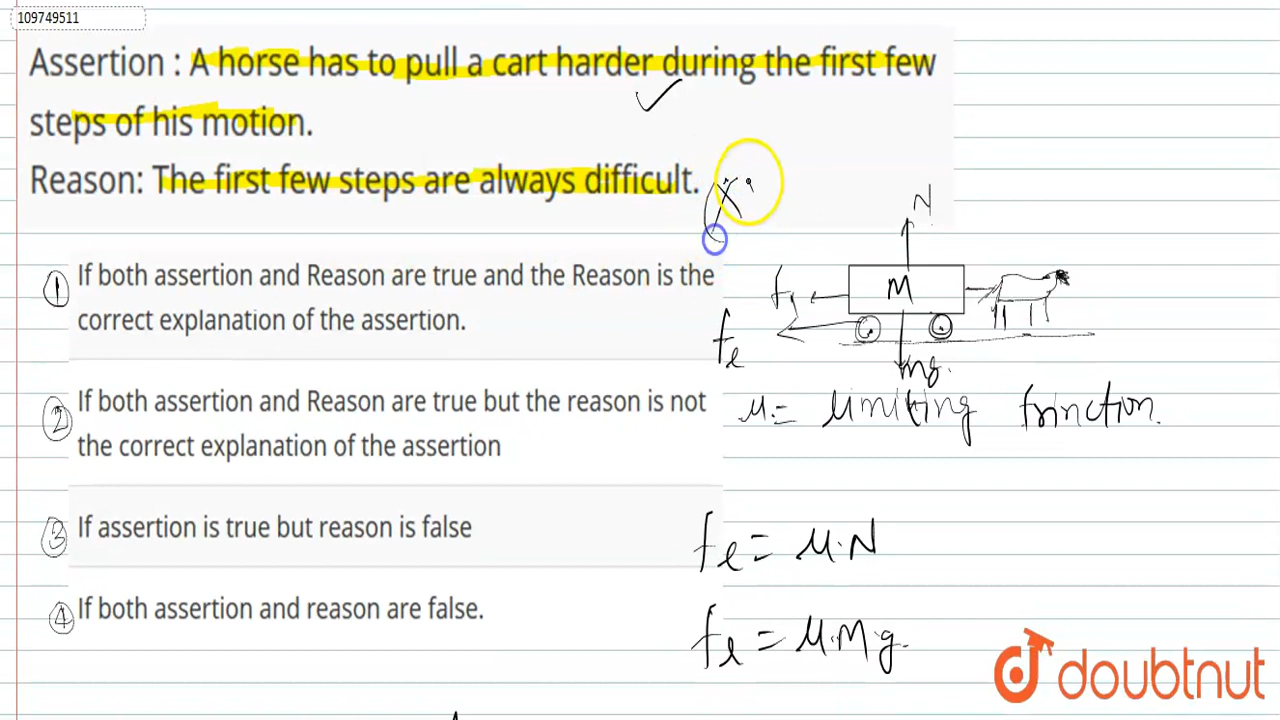 109749511
Assertion : A horse has to pull a cart harder during the first few
steps of his motion.
Reason: The first few steps are always difficult.
N
① If both assertion and Reason are true and the Reason is the
correct explanation of the assertion.
M
fl
mg.
② If both assertion and Reason are true but the reason is not
the correct explanation of the assertion
μ = limiting frinction.
③ If assertion is true but reason is false
fl = μ.N
④ If both assertion and reason are false.
fl = μ.M.g.
doubtnut